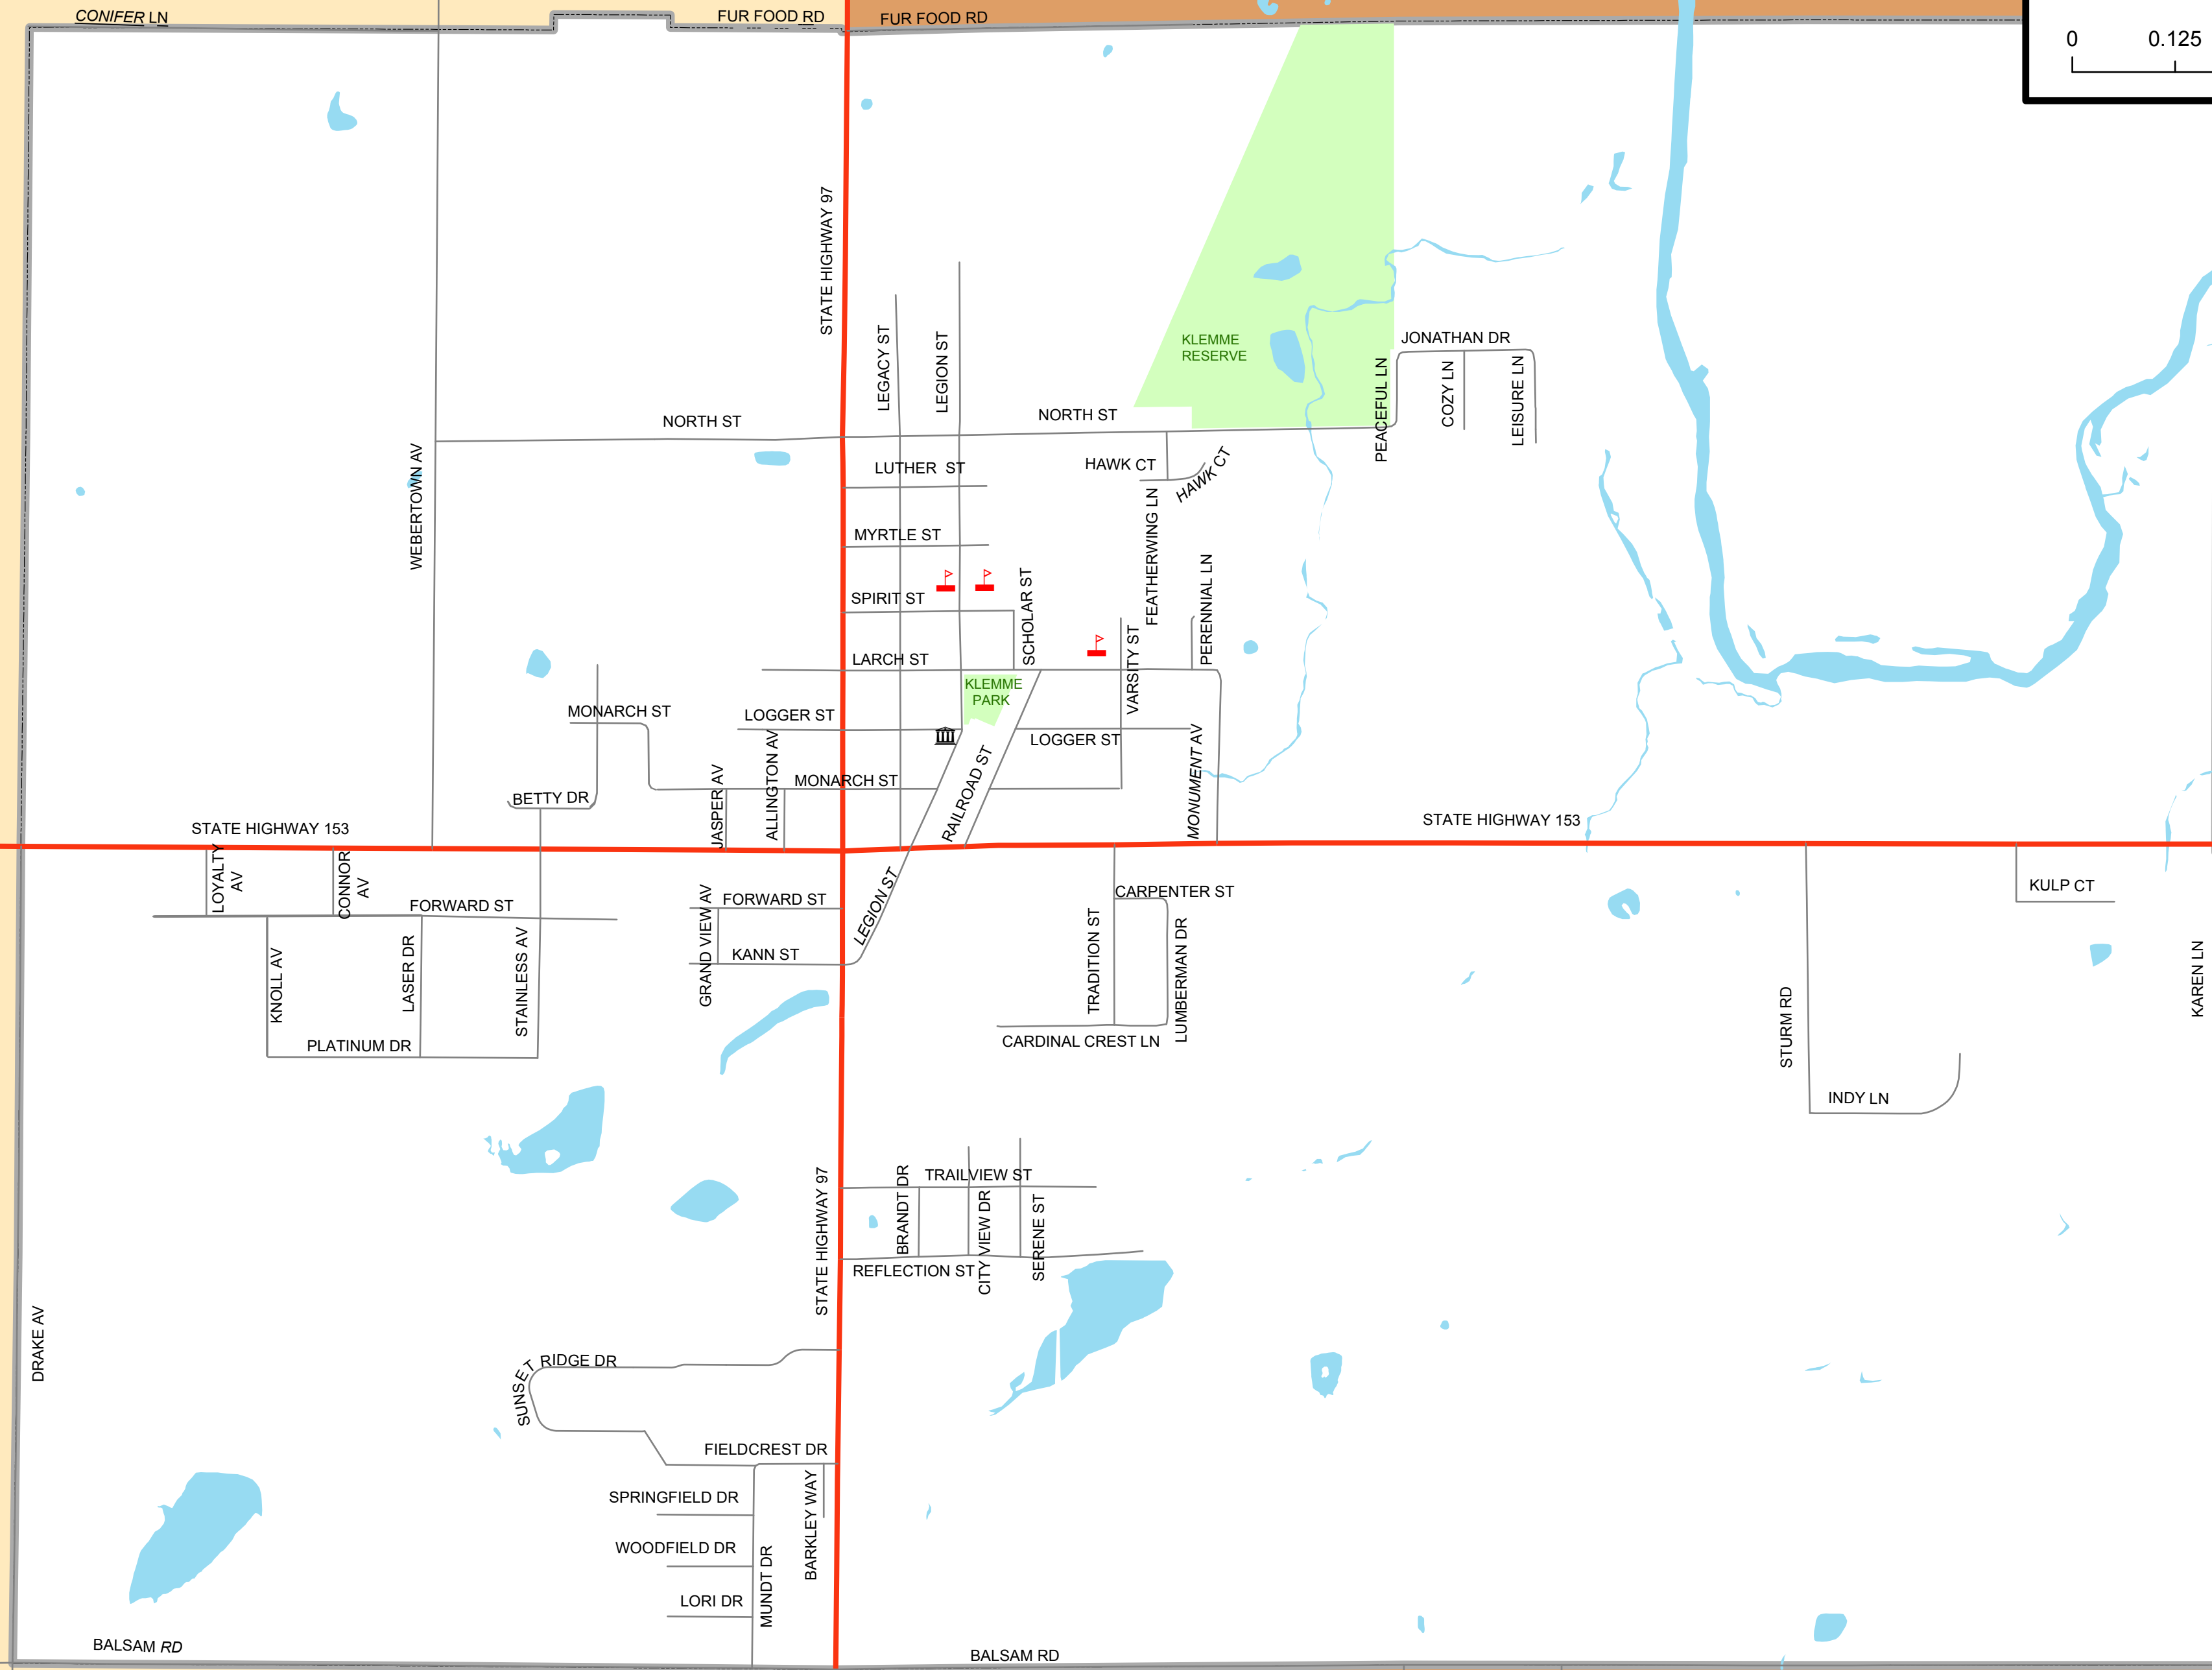 CONIFER LN
FUR FOOD RD
FUR FOOD RD
0 0.125
STATE HIGHWAY 97
LEGACY ST
LEGION ST
KLEMME
RESERVE
JONATHAN DR
PEACEFUL LN
COZY LN
LEISURE LN
NORTH ST
NORTH ST
WEBERTOWN AV
LUTHER ST
HAWK CT
HAWK CT
MYRTLE ST
FEATHERWING LN
PERENNIAL LN
SPIRIT ST
SCHOLAR ST
LARCH ST
VARSITY ST
KLEMME
PARK
MONARCH ST
LOGGER ST
LOGGER ST
ALLINGTON AV
JASPER AV
MONARCH ST
RAILROAD ST
MONUMENT AV
BETTY DR
STATE HIGHWAY 153
STATE HIGHWAY 153
LOYALTY
AV
CONNOR
AV
FORWARD ST
GRAND VIEW AV
FORWARD ST
LEGION ST
CARPENTER ST
KULP CT
KNOLL AV
LASER DR
STAINLESS AV
KANN ST
TRADITION ST
LUMBERMAN DR
KAREN LN
PLATINUM DR
CARDINAL CREST LN
STURM RD
INDY LN
STATE HIGHWAY 97
BRANDT DR
TRAILVIEW ST
CITY VIEW DR
SERENE ST
REFLECTION ST
DRAKE AV
SUNSET RIDGE DR
FIELDCREST DR
SPRINGFIELD DR
BARKLEY WAY
WOODFIELD DR
MUNDT DR
LORI DR
BALSAM RD
BALSAM RD